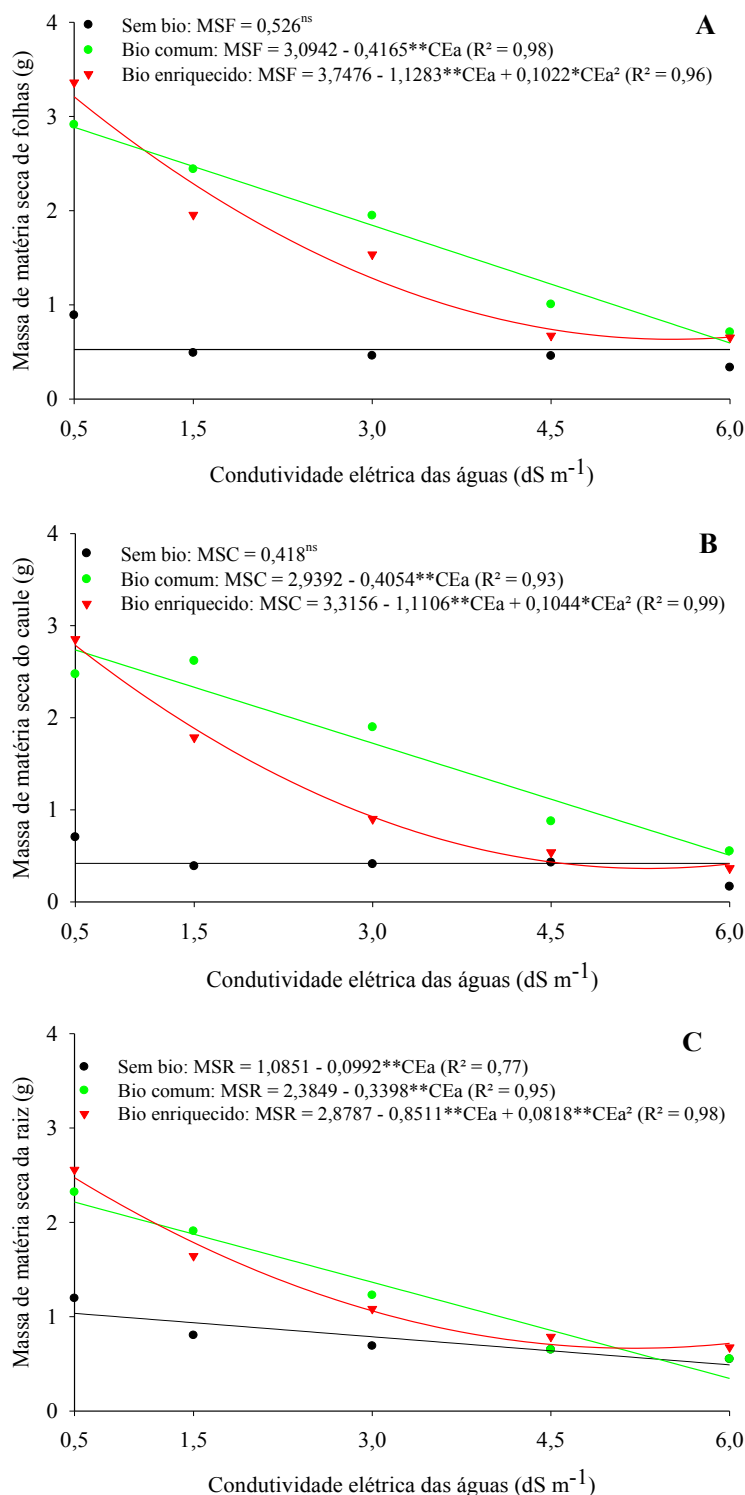 A
Sem bio: MSF = 0,526ⁿˢ
Bio comum: MSF = 3,0942 - 0,4165**CEa (R² = 0,98)
Bio enriquecido: MSF = 3,7476 - 1,1283**CEa + 0,1022*CEa² (R² = 0,96)
Massa de matéria seca de folhas (g)
4
3
2
1
0
0,5 1,5 3,0 4,5 6,0
Condutividade elétrica das águas (dS m⁻¹)
B
Sem bio: MSC = 0,418ⁿˢ
Bio comum: MSC = 2,9392 - 0,4054**CEa (R² = 0,93)
Bio enriquecido: MSC = 3,3156 - 1,1106**CEa + 0,1044*CEa² (R² = 0,99)
Massa de matéria seca do caule (g)
4
3
2
1
0
0,5 1,5 3,0 4,5 6,0
Condutividade elétrica das águas (dS m⁻¹)
C
Sem bio: MSR = 1,0851 - 0,0992**CEa (R² = 0,77)
Bio comum: MSR = 2,3849 - 0,3398**CEa (R² = 0,95)
Bio enriquecido: MSR = 2,8787 - 0,8511**CEa + 0,0818**CEa² (R² = 0,98)
Massa de matéria seca da raiz (g)
4
3
2
1
0
0,5 1,5 3,0 4,5 6,0
Condutividade elétrica das águas (dS m⁻¹)